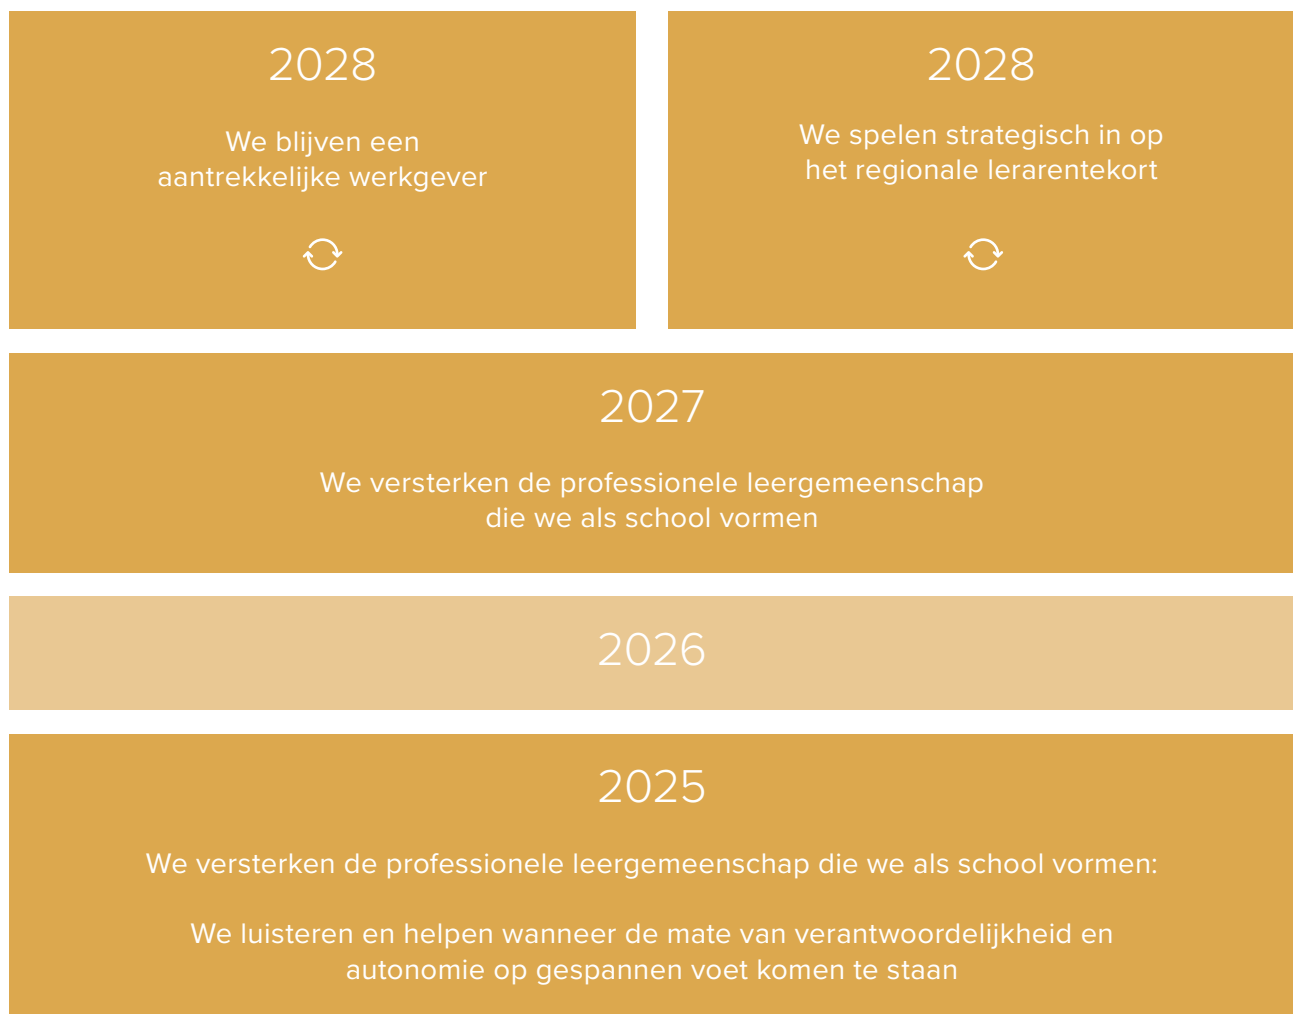 2028
We blijven een
aantrekkelijke werkgever
2028
We spelen strategisch in op
het regionale lerarentekort
2027
We versterken de professionele leergemeenschap
die we als school vormen
2026
2025
We versterken de professionele leergemeenschap die we als school vormen:
We luisteren en helpen wanneer de mate van verantwoordelijkheid en
autonomie op gespannen voet komen te staan